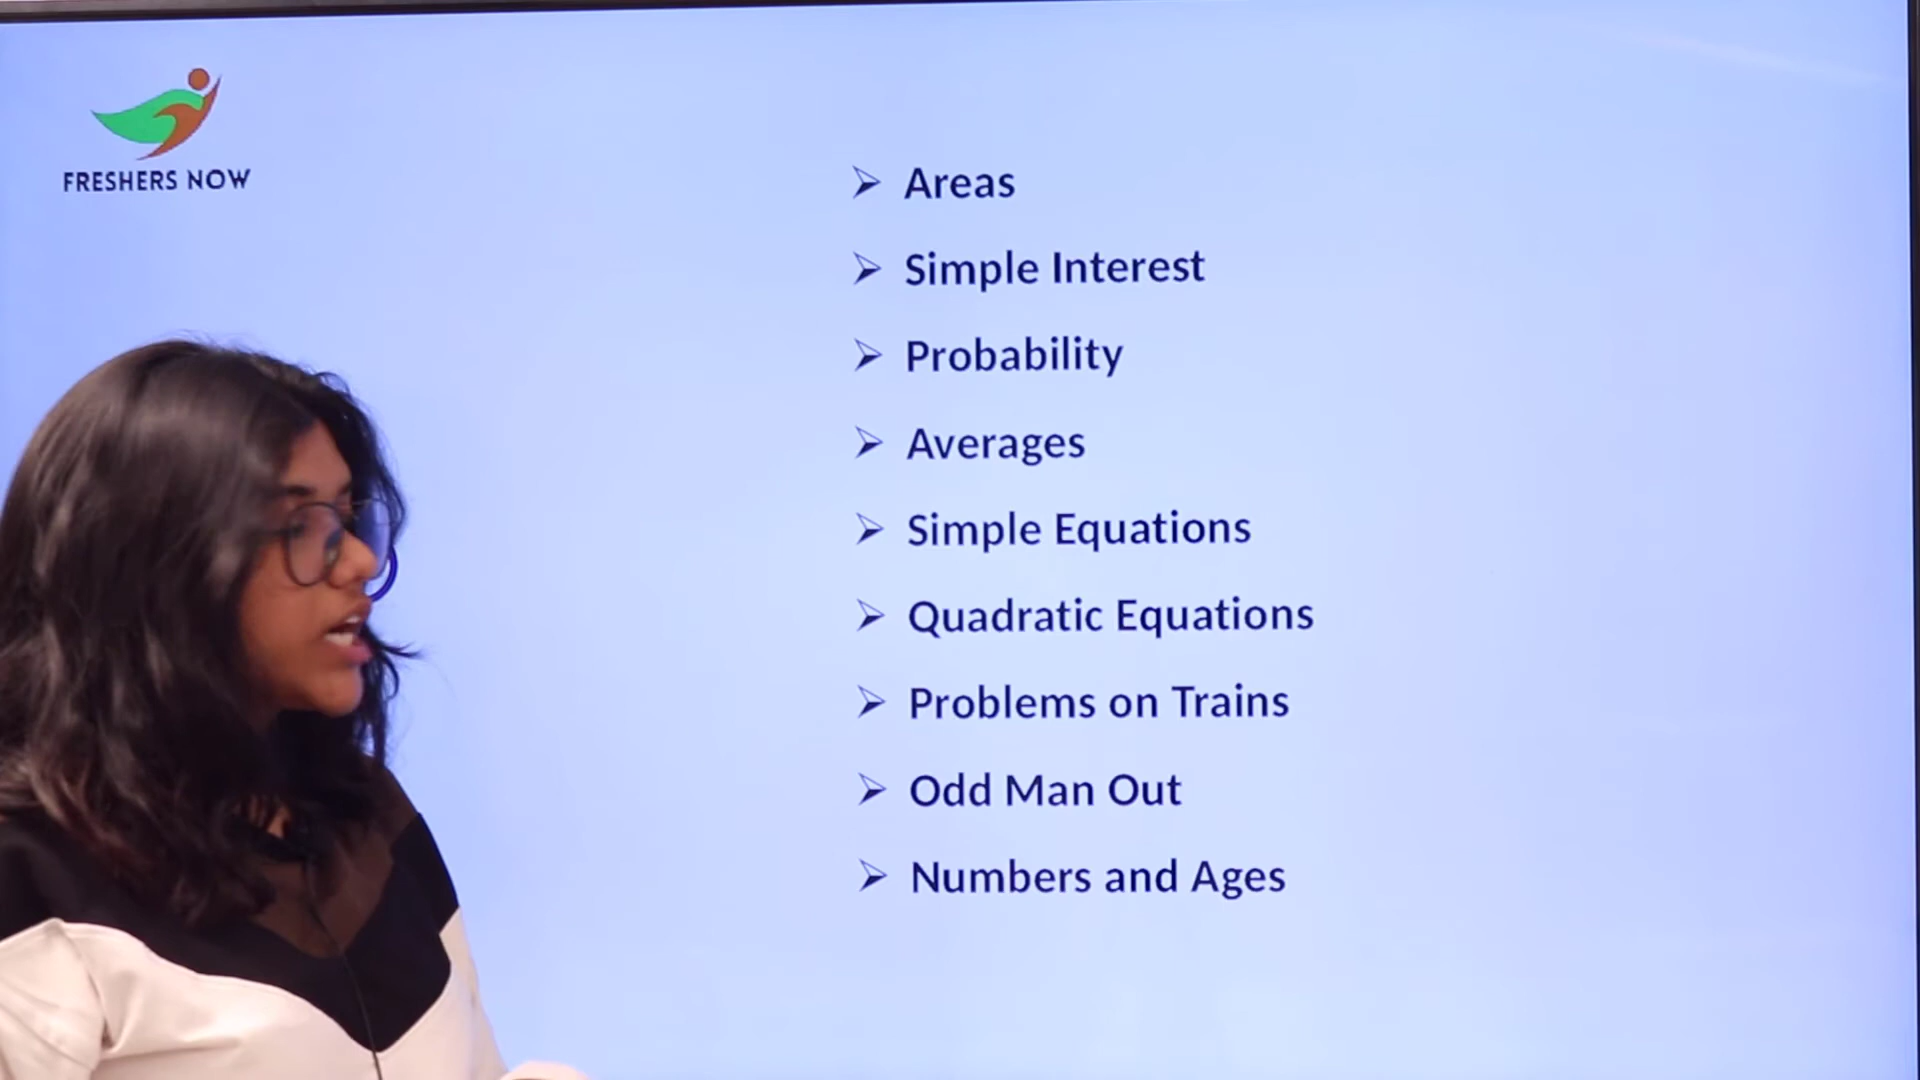 FRESHERS NOW
➢ Areas
➢ Simple Interest
➢ Probability
➢ Averages
➢ Simple Equations
➢ Quadratic Equations
➢ Problems on Trains
➢ Odd Man Out
➢ Numbers and Ages